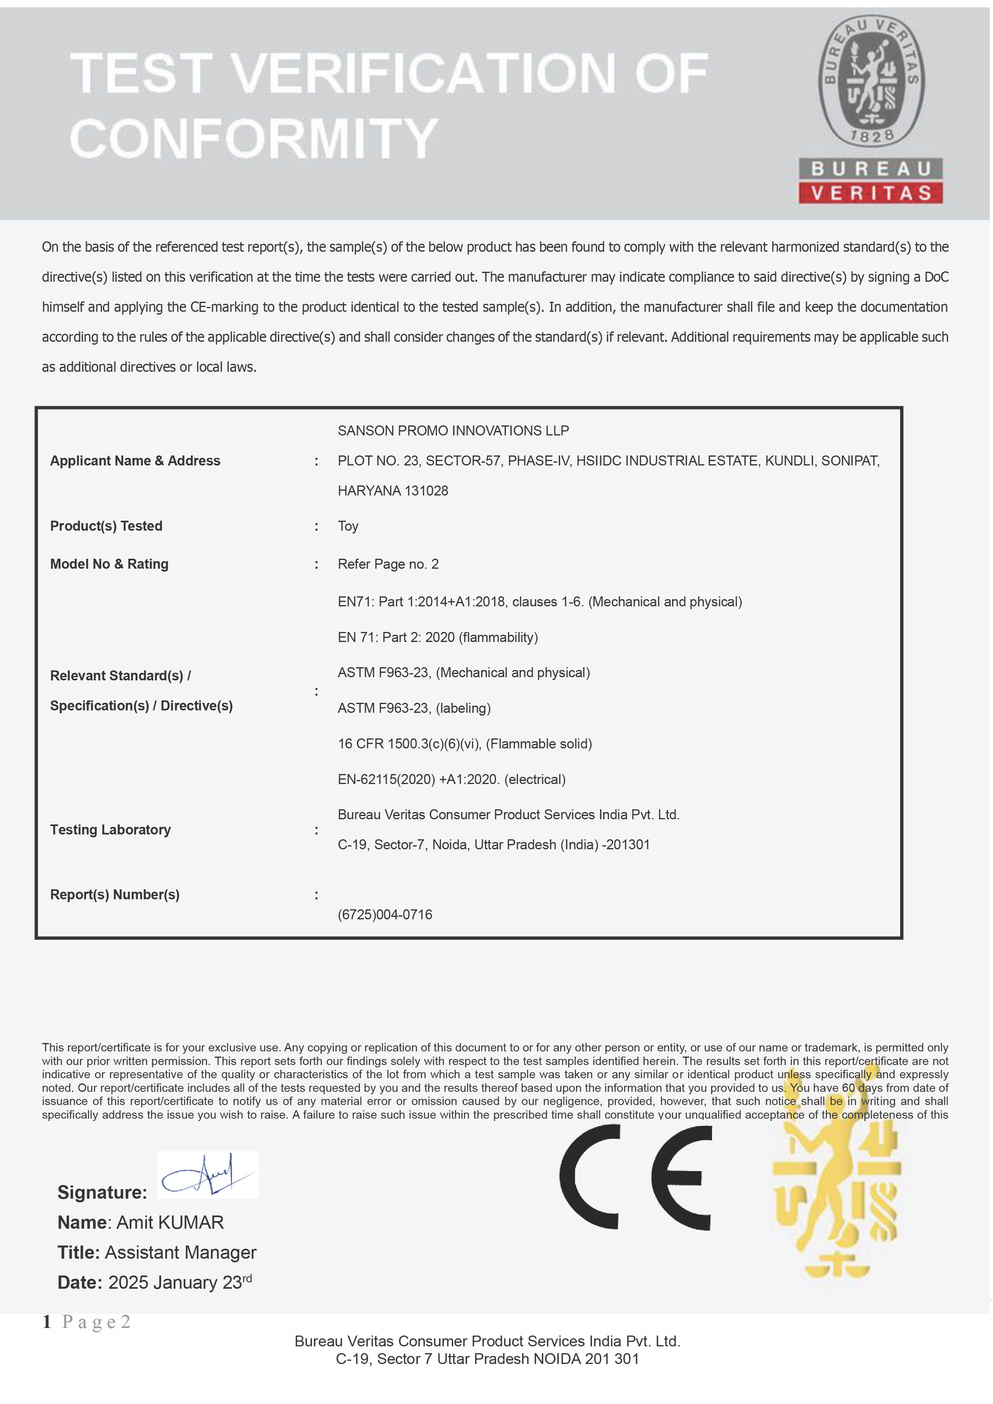 TEST VERIFICATION OF
CONFORMITY
BUREAU VERITAS
1828
BUREAU
VERITAS
On the basis of the referenced test report(s), the sample(s) of the below product has been found to comply with the relevant harmonized standard(s) to the
directive(s) listed on this verification at the time the tests were carried out. The manufacturer may indicate compliance to said directive(s) by signing a DoC
himself and applying the CE-marking to the product identical to the tested sample(s). In addition, the manufacturer shall file and keep the documentation
according to the rules of the applicable directive(s) and shall consider changes of the standard(s) if relevant. Additional requirements may be applicable such
as additional directives or local laws.
SANSON PROMO INNOVATIONS LLP
Applicant Name & Address : PLOT NO. 23, SECTOR-57, PHASE-IV, HSIIDC INDUSTRIAL ESTATE, KUNDLI, SONIPAT,
HARYANA 131028
Product(s) Tested : Toy
Model No & Rating : Refer Page no. 2
EN71: Part 1:2014+A1:2018, clauses 1-6. (Mechanical and physical)
EN 71: Part 2: 2020 (flammability)
Relevant Standard(s) /
Specification(s) / Directive(s) :
ASTM F963-23, (Mechanical and physical)
ASTM F963-23, (labeling)
16 CFR 1500.3(c)(6)(vi), (Flammable solid)
EN-62115(2020) +A1:2020. (electrical)
Testing Laboratory :
Bureau Veritas Consumer Product Services India Pvt. Ltd.
C-19, Sector-7, Noida, Uttar Pradesh (India) -201301
Report(s) Number(s) :
(6725)004-0716
This report/certificate is for your exclusive use. Any copying or replication of this document to or for any other person or entity, or use of our name or trademark, is permitted only
with our prior written permission. This report sets forth our findings solely with respect to the test samples identified herein. The results set forth in this report/certificate are not
indicative or representative of the quality or characteristics of the lot from which a test sample was taken or any similar or identical product unless specifically and expressly
noted. Our report/certificate includes all of the tests requested by you and the results thereof based upon the information that you provided to us. You have 60 days from date of
issuance of this report/certificate to notify us of any material error or omission caused by our negligence, provided, however, that such notice shall be in writing and shall
specifically address the issue you wish to raise. A failure to raise such issue within the prescribed time shall constitute your unqualified acceptance of the completeness of this
CE
Signature:
Name: Amit KUMAR
Title: Assistant Manager
Date: 2025 January 23rd
1 Page2
Bureau Veritas Consumer Product Services India Pvt. Ltd.
C-19, Sector 7 Uttar Pradesh NOIDA 201 301